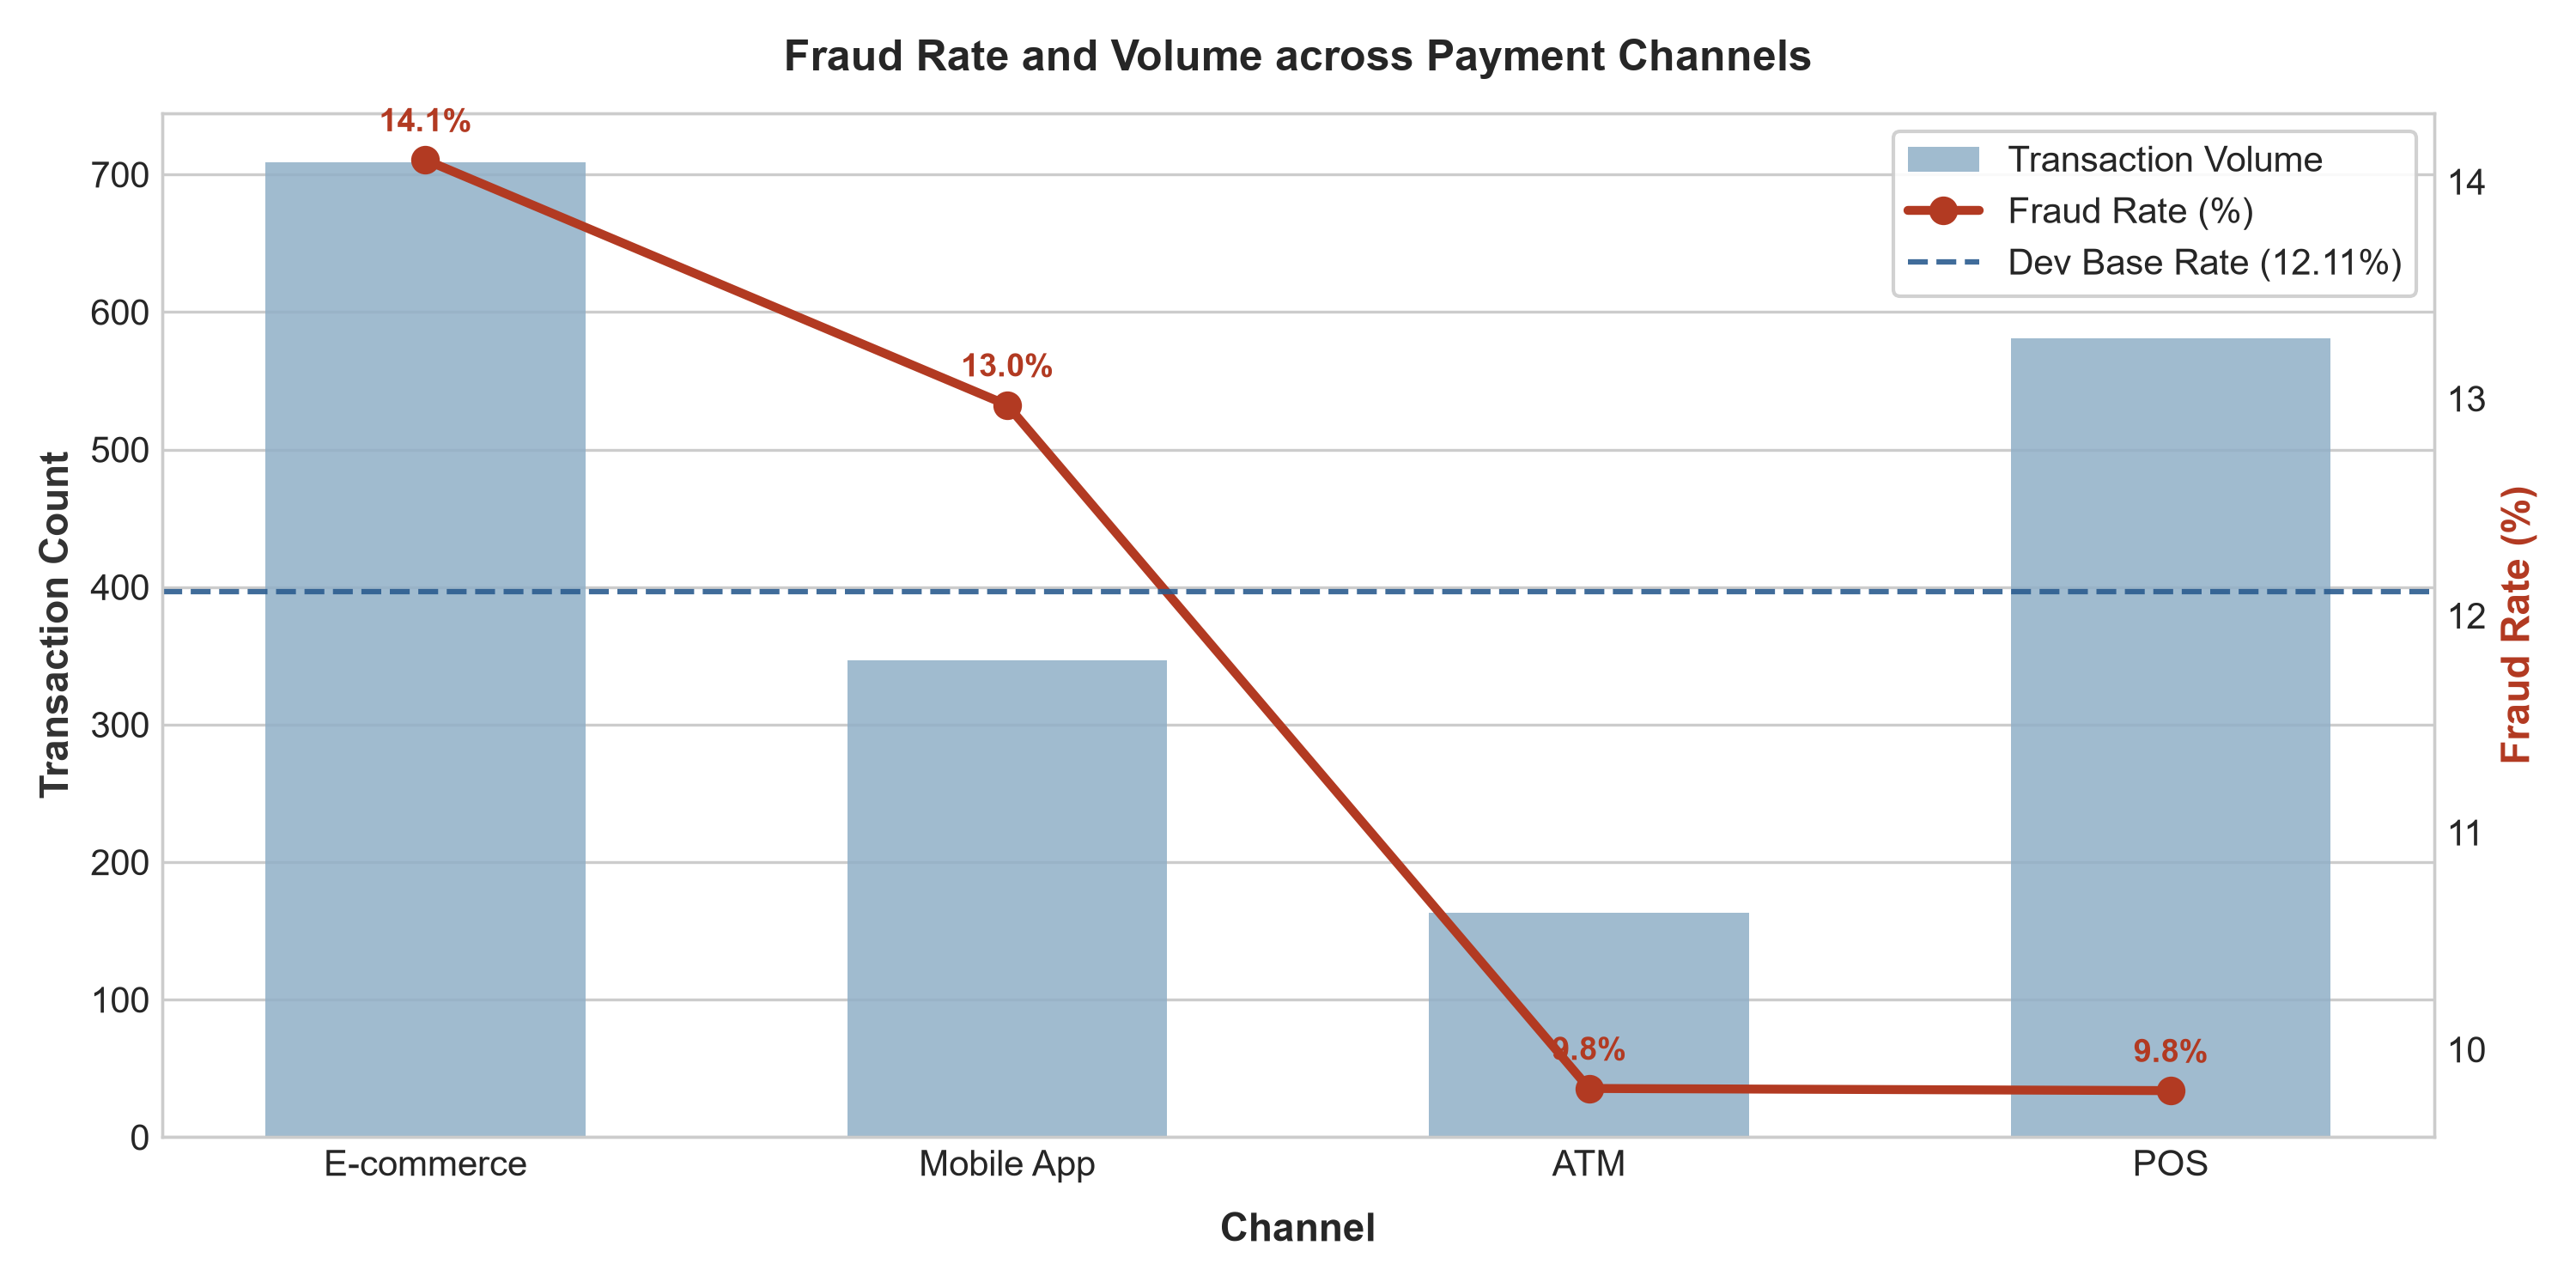 Fraud Rate and Volume across Payment Channels
14.1%
13.0%
9.8%
9.8%
Transaction Volume
Fraud Rate (%)
Dev Base Rate (12.11%)
Transaction Count
700
600
500
400
300
200
100
0
14
13
12
11
10
Fraud Rate (%)
E-commerce
Mobile App
ATM
POS
Channel